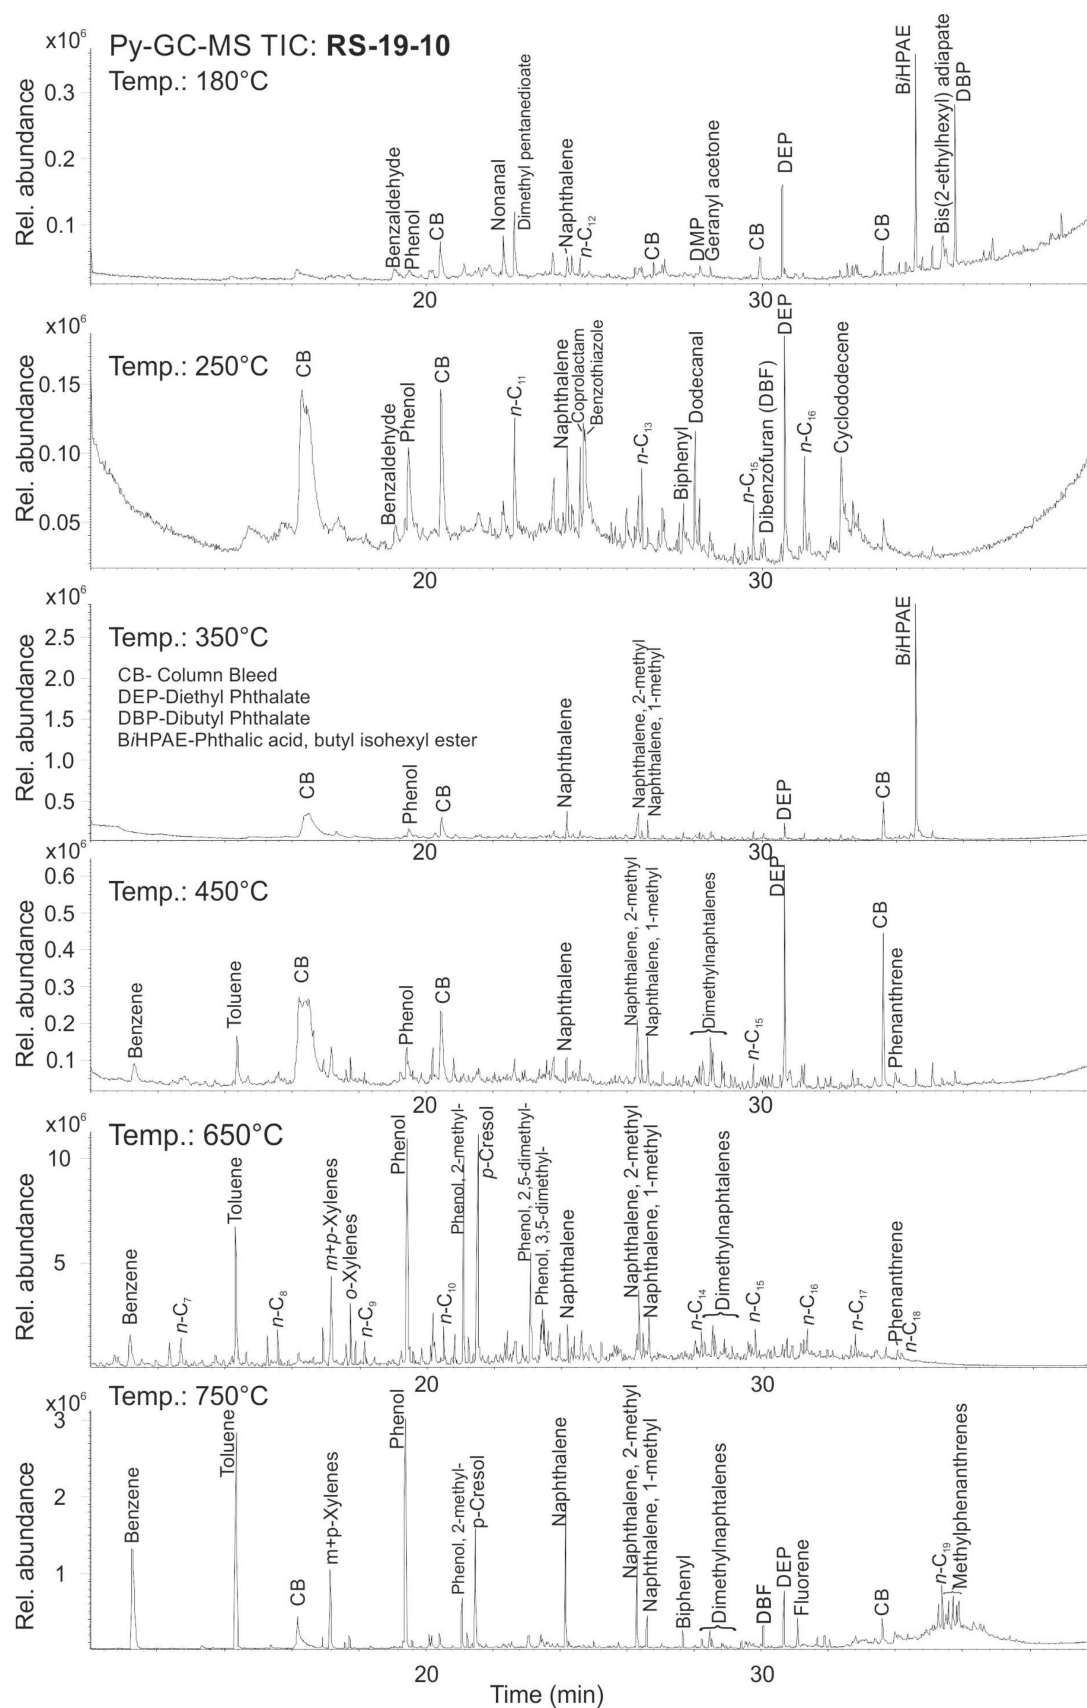 x10⁶
Py-GC-MS TIC: RS-19-10
Temp.: 180°C
Rel. abundance
0.3
0.2
0.1
Benzaldehyde
Phenol
CB
Nonanal
Dimethyl pentanedioate
Naphthalene
n-C₁₂
CB
DMP
Geranyl acetone
CB
DEP
CB
BiHPAE
Bis(2-ethylhexyl) adiapate
DBP
20
30
x10⁶
Temp.: 250°C
Rel. abundance
0.15
0.10
0.05
CB
Benzaldehyde
Phenol
CB
n-C₁₁
Naphthalene
Coprolactam
Benzothiazole
n-C₁₃
Biphenyl
Dodecanal
n-C₁₅
Dibenzofuran (DBF)
DEP
n-C₁₆
Cyclododecene
20
30
x10⁶
Temp.: 350°C
CB- Column Bleed
DEP-Diethyl Phthalate
DBP-Dibutyl Phthalate
BiHPAE-Phthalic acid, butyl isohexyl ester
Rel. abundance
2.5
2.0
1.5
1.0
0.5
CB
Phenol
CB
Naphthalene
Naphthalene, 2-methyl
Naphthalene, 1-methyl
DEP
CB
BiHPAE
20
30
x10⁶
Temp.: 450°C
Rel. abundance
0.6
0.5
0.4
0.3
0.2
0.1
Benzene
Toluene
CB
Phenol
CB
Naphthalene
Naphthalene, 2-methyl
Naphthalene, 1-methyl
Dimethylnaphtalenes
n-C₁₅
DEP
CB
Phenanthrene
20
30
x10⁶
Temp.: 650°C
Rel. abundance
10
5
Benzene
n-C₇
Toluene
n-C₈
m+p-Xylenes
o-Xylenes
n-C₉
Phenol
n-C₁₀
Phenol, 2-methyl-
p-Cresol
Phenol, 2,5-dimethyl-
Phenol, 3,5-dimethyl-
Naphthalene
Naphthalene, 2-methyl
Naphthalene, 1-methyl
n-C₁₄
Dimethylnaphtalenes
n-C₁₅
n-C₁₆
n-C₁₇
Phenanthrene
n-C₁₈
20
30
x10⁶
Temp.: 750°C
Rel. abundance
3
2
1
Benzene
Toluene
CB
m+p-Xylenes
Phenol
Phenol, 2-methyl-
p-Cresol
Naphthalene
Naphthalene, 2-methy
Naphthalene, 1-methyl
Biphenyl
Dimethylnaphtalenes
DBF
DEP
Fluorene
CB
n-C₁₉
Methylphenanthrenes
20
30
Time (min)